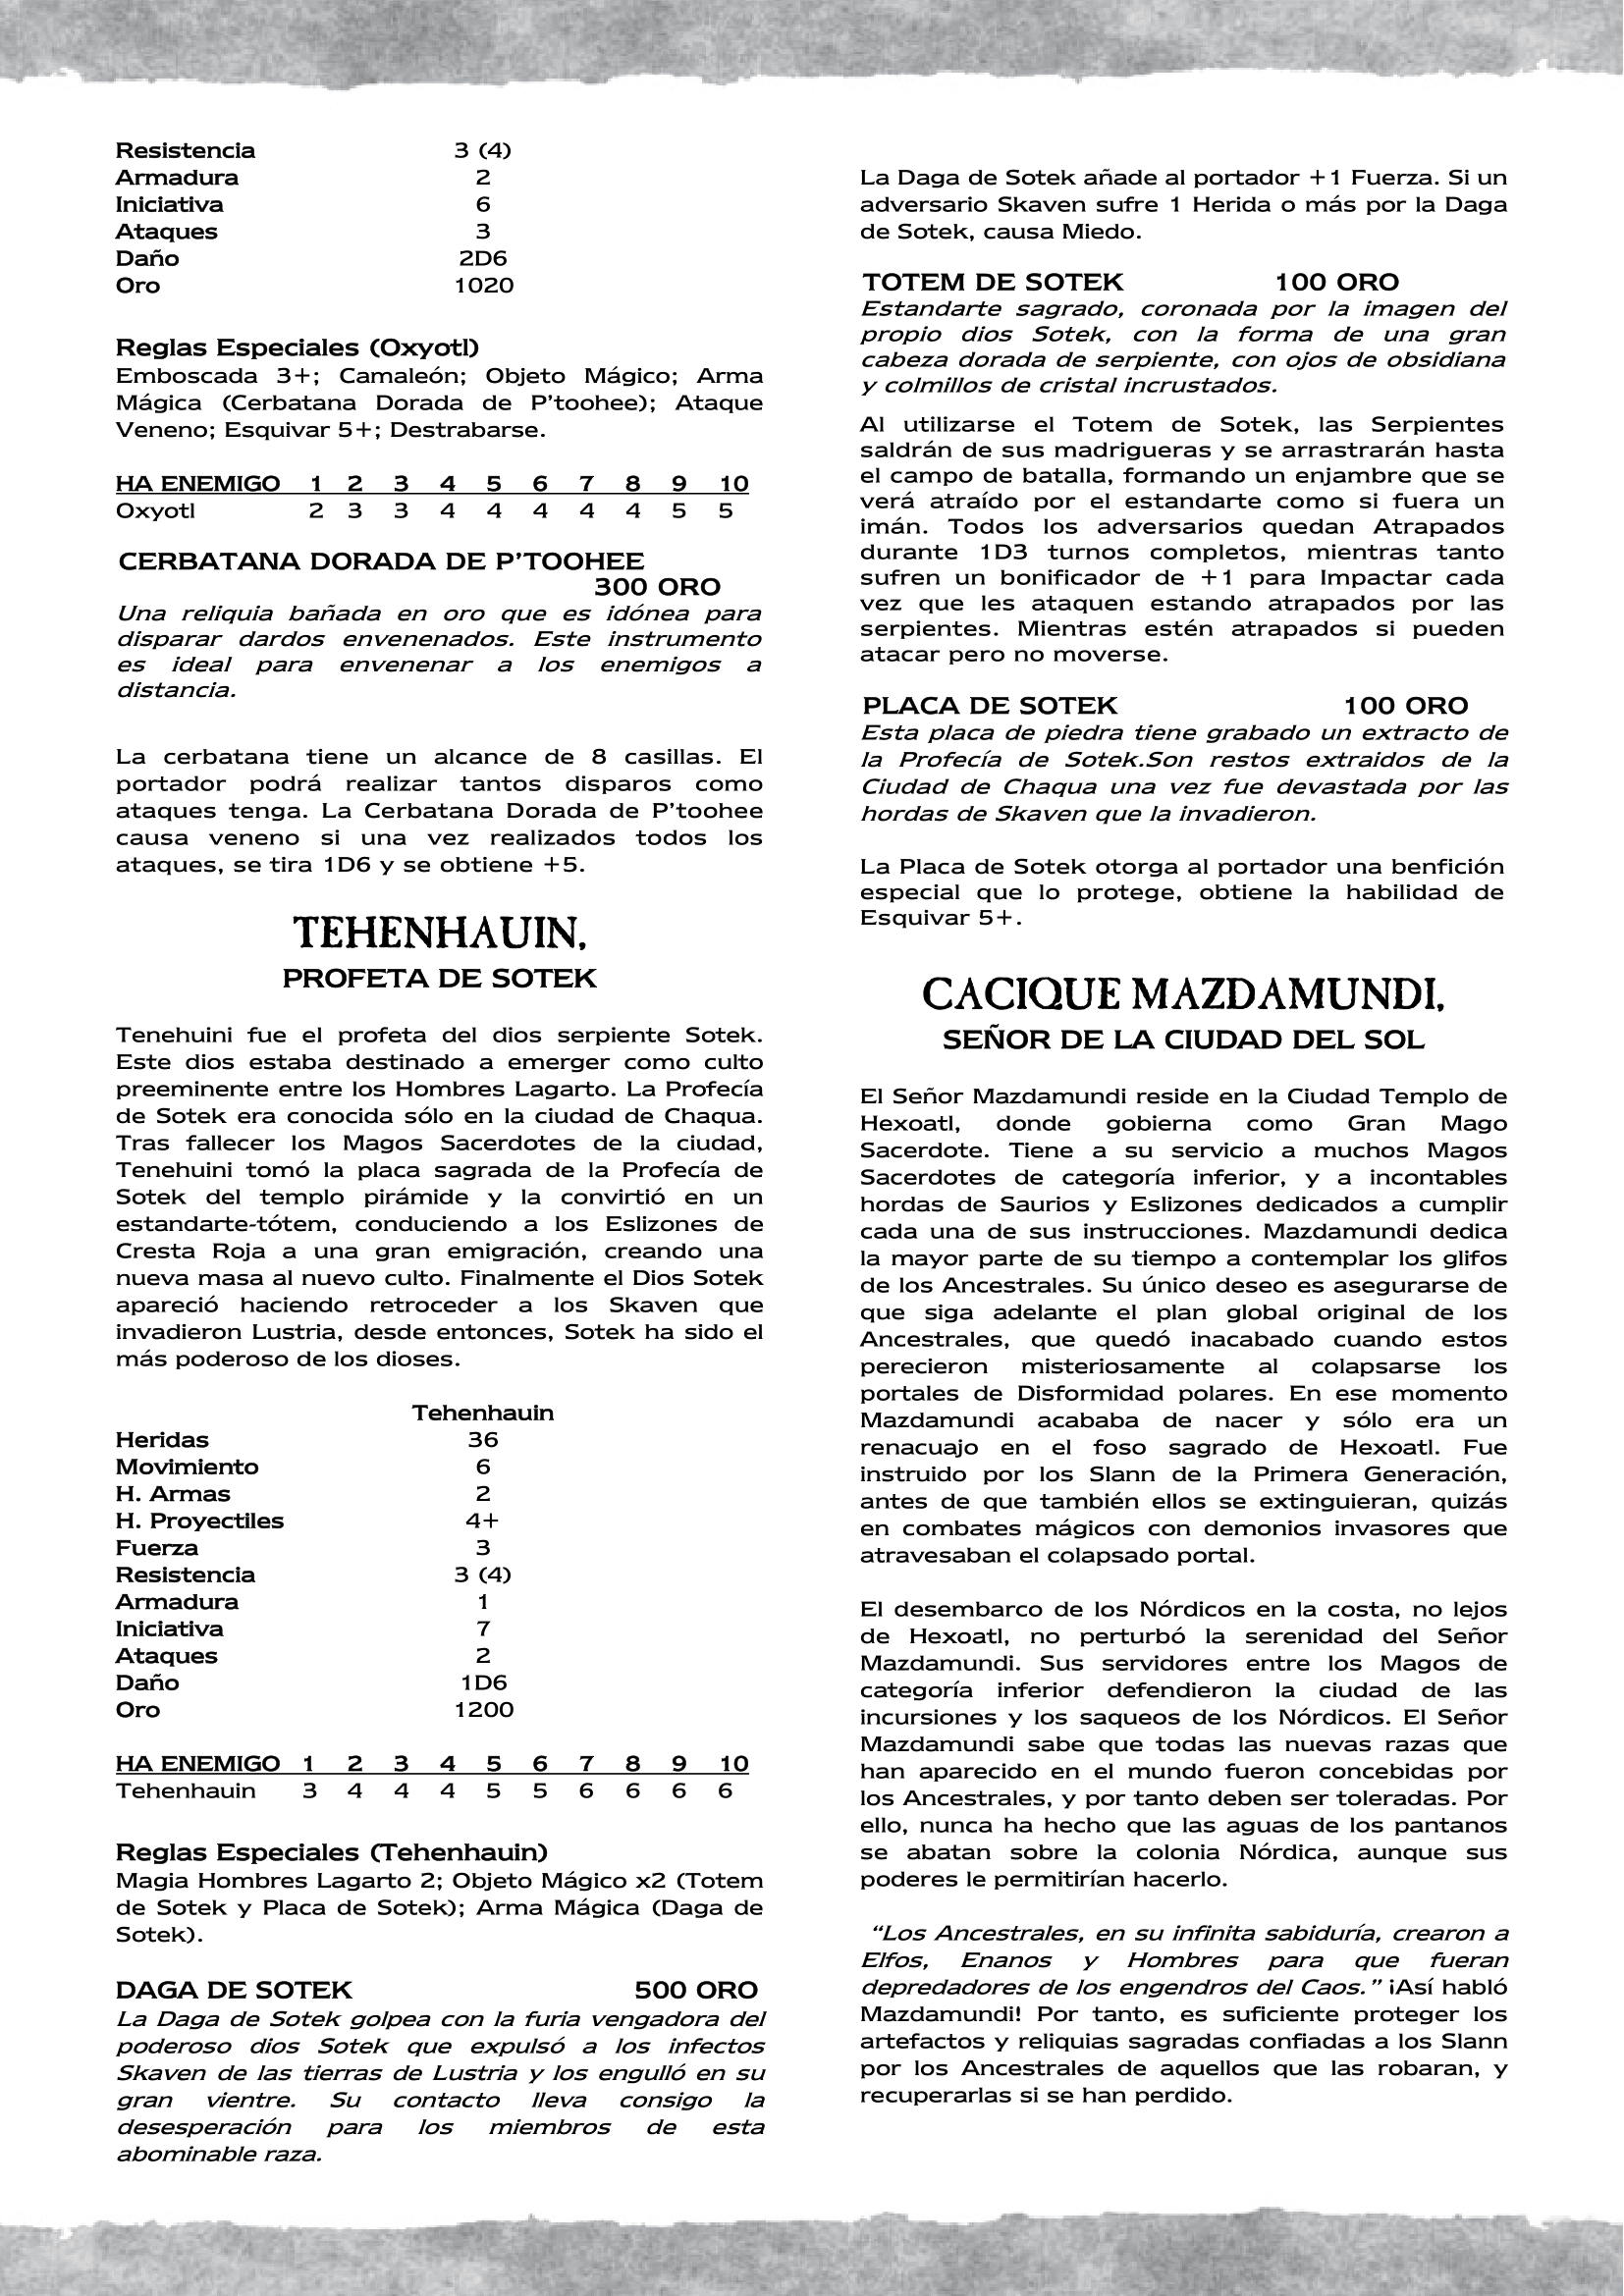 Resistencia 3 (4)
Armadura 2
Iniciativa 6
Ataques 3
Daño 2D6
Oro 1020
Reglas Especiales (Oxyotl)
Emboscada 3+; Camaleón; Objeto Mágico; Arma
Mágica (Cerbatana Dorada de P'toohee); Ataque
Veneno; Esquivar 5+; Destrabarse.
HA ENEMIGO 1 2 3 4 5 6 7 8 9 10
Oxyotl 2 3 3 4 4 4 4 4 5 5
CERBATANA DORADA DE P'TOOHEE
300 ORO
Una reliquia bañada en oro que es idónea para
disparar dardos envenenados. Este instrumento
es ideal para envenenar a los enemigos a
distancia.
La cerbatana tiene un alcance de 8 casillas. El
portador podrá realizar tantos disparos como
ataques tenga. La Cerbatana Dorada de P'toohee
causa veneno si una vez realizados todos los
ataques, se tira 1D6 y se obtiene +5.
TEHENHAUIN,
PROFETA DE SOTEK
Tenehuini fue el profeta del dios serpiente Sotek.
Este dios estaba destinado a emerger como culto
preeminente entre los Hombres Lagarto. La Profecía
de Sotek era conocida sólo en la ciudad de Chaqua.
Tras fallecer los Magos Sacerdotes de la ciudad,
Tenehuini tomó la placa sagrada de la Profecía de
Sotek del templo pirámide y la convirtió en un
estandarte-tótem, conduciendo a los Eslizones de
Cresta Roja a una gran emigración, creando una
nueva masa al nuevo culto. Finalmente el Dios Sotek
apareció haciendo retroceder a los Skaven que
invadieron Lustria, desde entonces, Sotek ha sido el
más poderoso de los dioses.
Tehenhauin
Heridas 36
Movimiento 6
H. Armas 2
H. Proyectiles 4+
Fuerza 3
Resistencia 3 (4)
Armadura 1
Iniciativa 7
Ataques 2
Daño 1D6
Oro 1200
HA ENEMIGO 1 2 3 4 5 6 7 8 9 10
Tehenhauin 3 4 4 4 5 5 6 6 6 6
Reglas Especiales (Tehenhauin)
Magia Hombres Lagarto 2; Objeto Mágico x2 (Totem
de Sotek y Placa de Sotek); Arma Mágica (Daga de
Sotek).
DAGA DE SOTEK 500 ORO
La Daga de Sotek golpea con la furia vengadora del
poderoso dios Sotek que expulsó a los infectos
Skaven de las tierras de Lustria y los engulló en su
gran vientre. Su contacto lleva consigo la
desesperación para los miembros de esta
abominable raza.
La Daga de Sotek añade al portador +1 Fuerza. Si un
adversario Skaven sufre 1 Herida o más por la Daga
de Sotek, causa Miedo.
TOTEM DE SOTEK 100 ORO
Estandarte sagrado, coronada por la imagen del
propio dios Sotek, con la forma de una gran
cabeza dorada de serpiente, con ojos de obsidiana
y colmillos de cristal incrustados.
Al utilizarse el Totem de Sotek, las Serpientes
saldrán de sus madrigueras y se arrastrarán hasta
el campo de batalla, formando un enjambre que se
verá atraído por el estandarte como si fuera un
imán. Todos los adversarios quedan Atrapados
durante 1D3 turnos completos, mientras tanto
sufren un bonificador de +1 para Impactar cada
vez que les ataquen estando atrapados por las
serpientes. Mientras estén atrapados si pueden
atacar pero no moverse.
PLACA DE SOTEK 100 ORO
Esta placa de piedra tiene grabado un extracto de
la Profecía de Sotek.Son restos extraidos de la
Ciudad de Chaqua una vez fue devastada por las
hordas de Skaven que la invadieron.
La Placa de Sotek otorga al portador una benfición
especial que lo protege, obtiene la habilidad de
Esquivar 5+.
CACIQUE MAZDAMUNDI,
SEÑOR DE LA CIUDAD DEL SOL
El Señor Mazdamundi reside en la Ciudad Templo de
Hexoatl, donde gobierna como Gran Mago
Sacerdote. Tiene a su servicio a muchos Magos
Sacerdotes de categoría inferior, y a incontables
hordas de Saurios y Eslizones dedicados a cumplir
cada una de sus instrucciones. Mazdamundi dedica
la mayor parte de su tiempo a contemplar los glifos
de los Ancestrales. Su único deseo es asegurarse de
que siga adelante el plan global original de los
Ancestrales, que quedó inacabado cuando estos
perecieron misteriosamente al colapsarse los
portales de Disformidad polares. En ese momento
Mazdamundi acababa de nacer y sólo era un
renacuajo en el foso sagrado de Hexoatl. Fue
instruido por los Slann de la Primera Generación,
antes de que también ellos se extinguieran, quizás
en combates mágicos con demonios invasores que
atravesaban el colapsado portal.
El desembarco de los Nórdicos en la costa, no lejos
de Hexoatl, no perturbó la serenidad del Señor
Mazdamundi. Sus servidores entre los Magos de
categoría inferior defendieron la ciudad de las
incursiones y los saqueos de los Nórdicos. El Señor
Mazdamundi sabe que todas las nuevas razas que
han aparecido en el mundo fueron concebidas por
los Ancestrales, y por tanto deben ser toleradas. Por
ello, nunca ha hecho que las aguas de los pantanos
se abatan sobre la colonia Nórdica, aunque sus
poderes le permitirían hacerlo.
“Los Ancestrales, en su infinita sabiduría, crearon a
Elfos, Enanos y Hombres para que fueran
depredadores de los engendros del Caos.” ¡Así habló
Mazdamundi! Por tanto, es suficiente proteger los
artefactos y reliquias sagradas confiadas a los Slann
por los Ancestrales de aquellos que las robaran, y
recuperarlas si se han perdido.